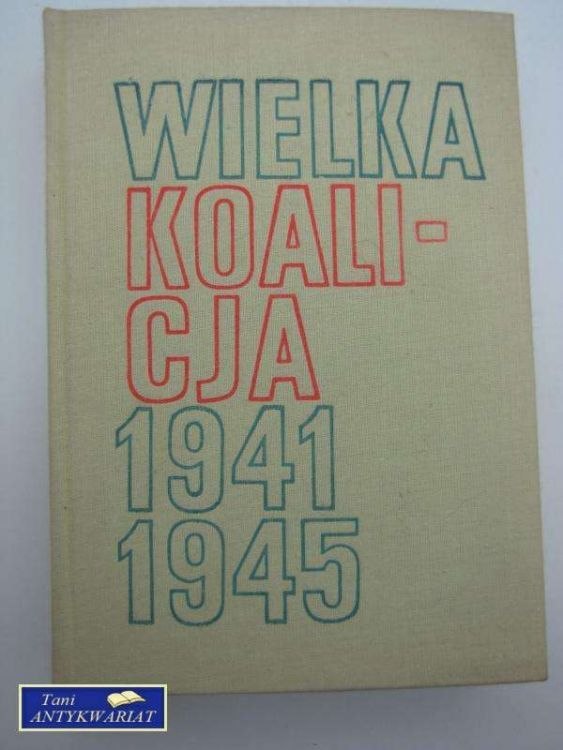 WIELKA
KOALI-
CJA
1941
1945
Tani
ANTYKWARIAT